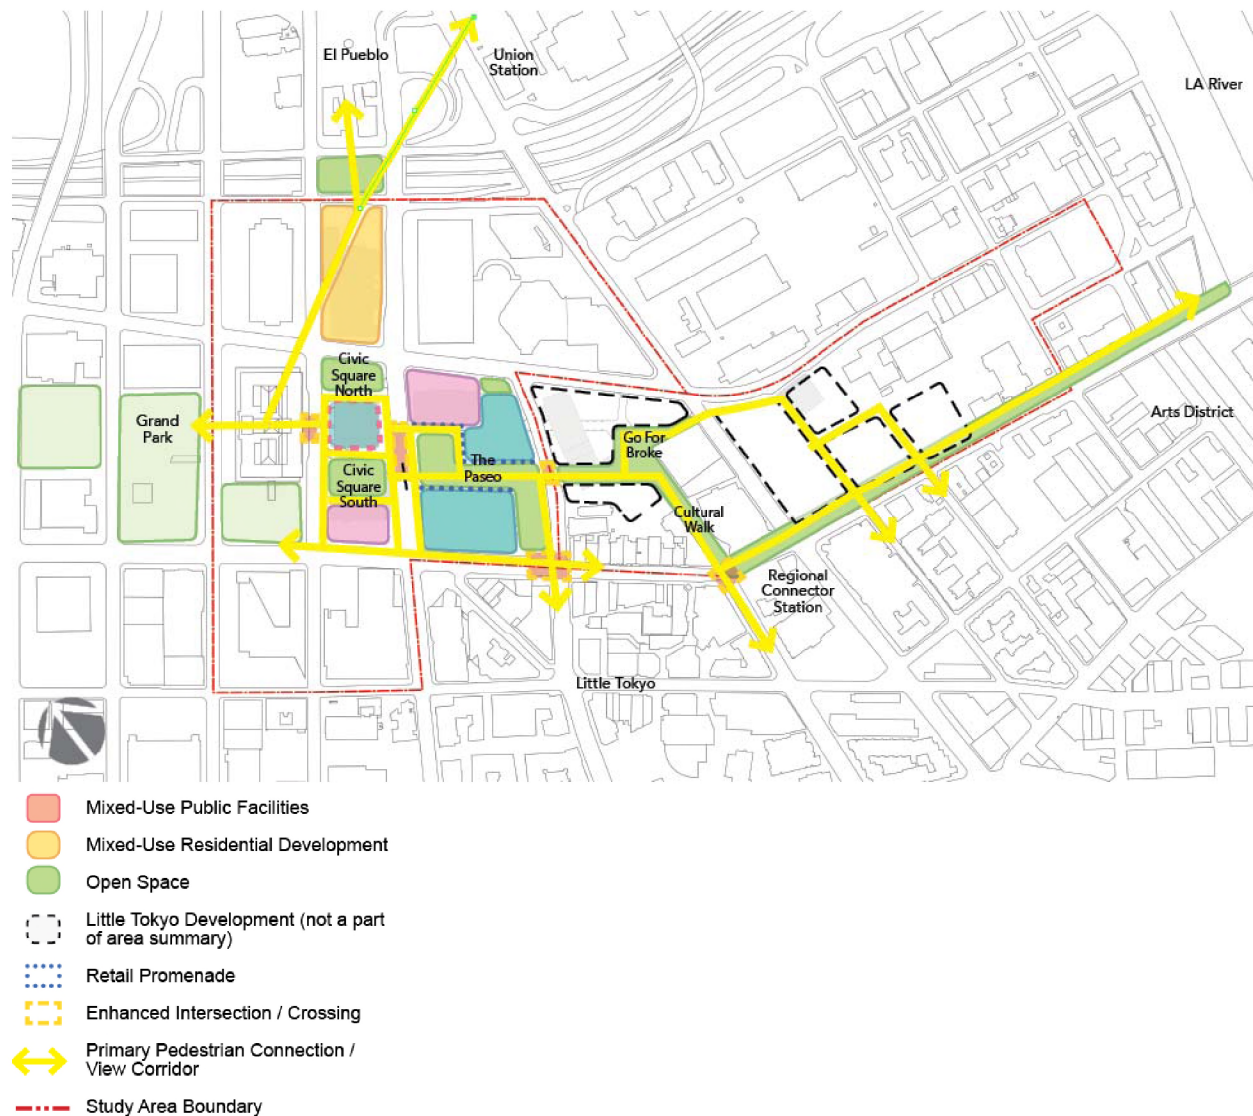 El Pueblo
Union
Station
LA River
Civic
Square
North
Grand
Park
Arts District
Go For
Broke
The
Paseo
Civic
Square
South
Cultural
Walk
Regional
Connector
Station
Little Tokyo
Mixed-Use Public Facilities
Mixed-Use Residential Development
Open Space
Little Tokyo Development (not a part
of area summary)
Retail Promenade
Enhanced Intersection / Crossing
Primary Pedestrian Connection /
View Corridor
Study Area Boundary